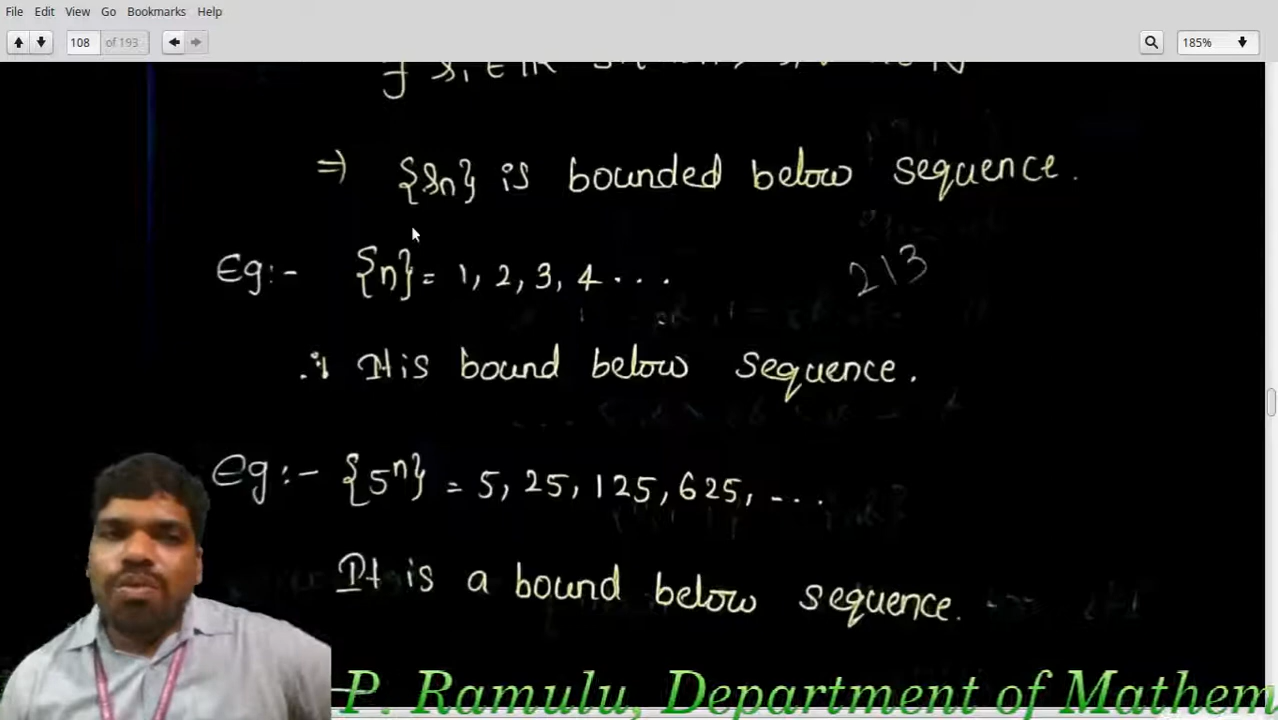 File Edit View Go Bookmarks Help
108 of 193 185%
⇒ {Sn} is bounded below sequence.
Eg:- {n} = 1, 2, 3, 4 . . .
213
∴ It is bound below sequence.
Eg:- {5ⁿ} = 5, 25, 125, 625, - . . .
It is a bound below sequence.
P. Ramulu, Department of Mathem